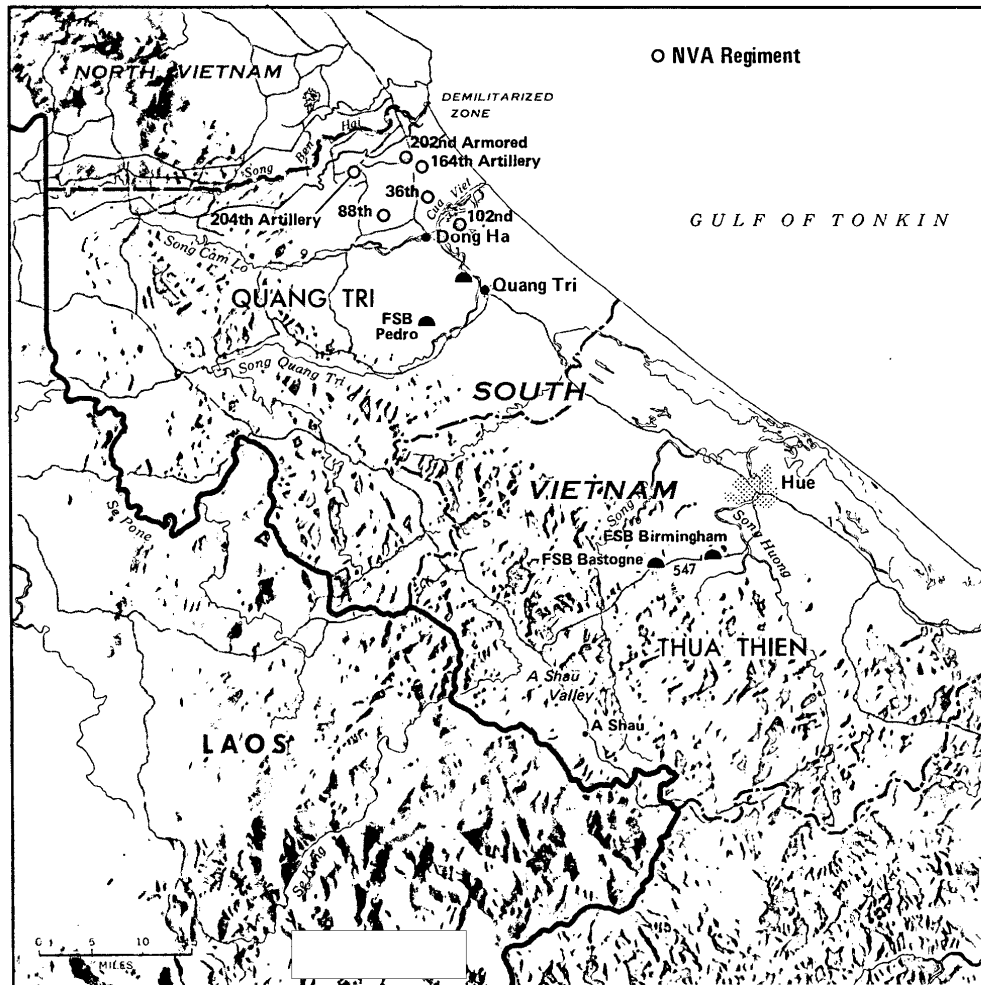 NVA Regiment
NORTH VIETNAM
DEMILITARIZED
ZONE
Song Ben Hai
202nd Armored
164th Artillery
36th
Cua Viet
204th Artillery
88th
102nd
GULF OF TONKIN
Dong Ha
Song Cam Lo
9
QUANG TRI
Quang Tri
FSB
Pedro
Song Quang Tri
SOUTH
VIETNAM
Hue
Song
Se Pone
FSB Birmingham
Song Huong
FSB Bastogne
547
1
THUA THIEN
A Shau
Valley
A Shau
LAOS
Se Kong
0 5 10 15
MILES